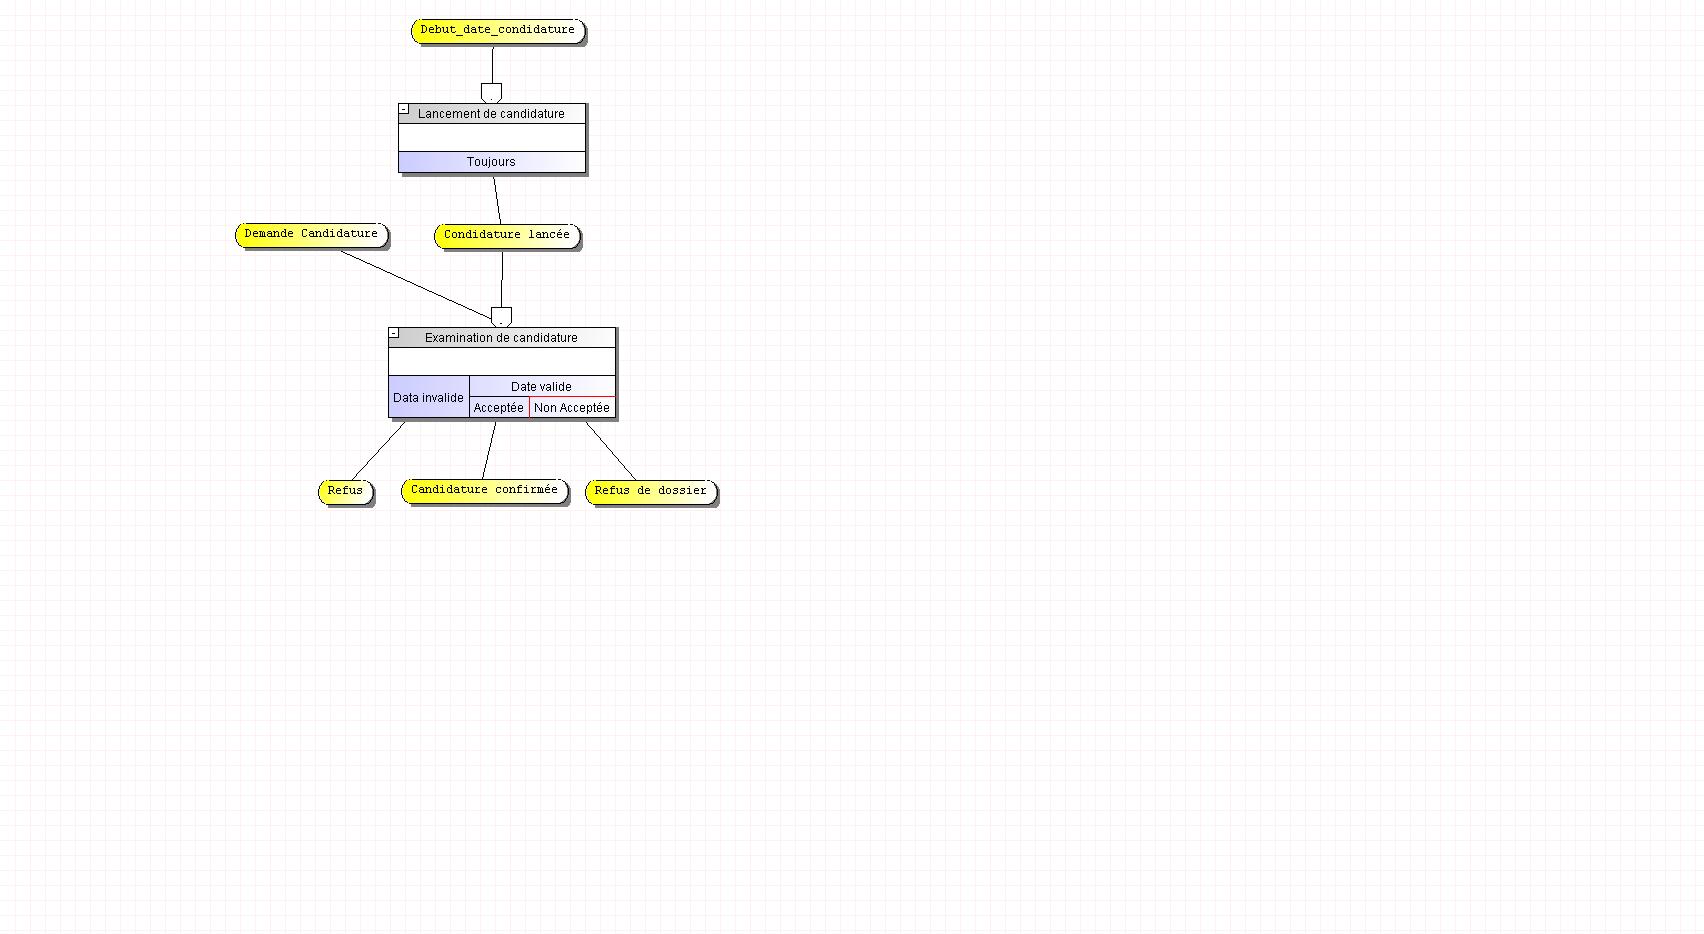 Debut_date_condidature
Lancement de candidature
Toujours
Demande Candidature
Condidature lancée
Examination de candidature
Data invalide
Date valide
Acceptée
Non Acceptée
Refus
Candidature confirmée
Refus de dossier